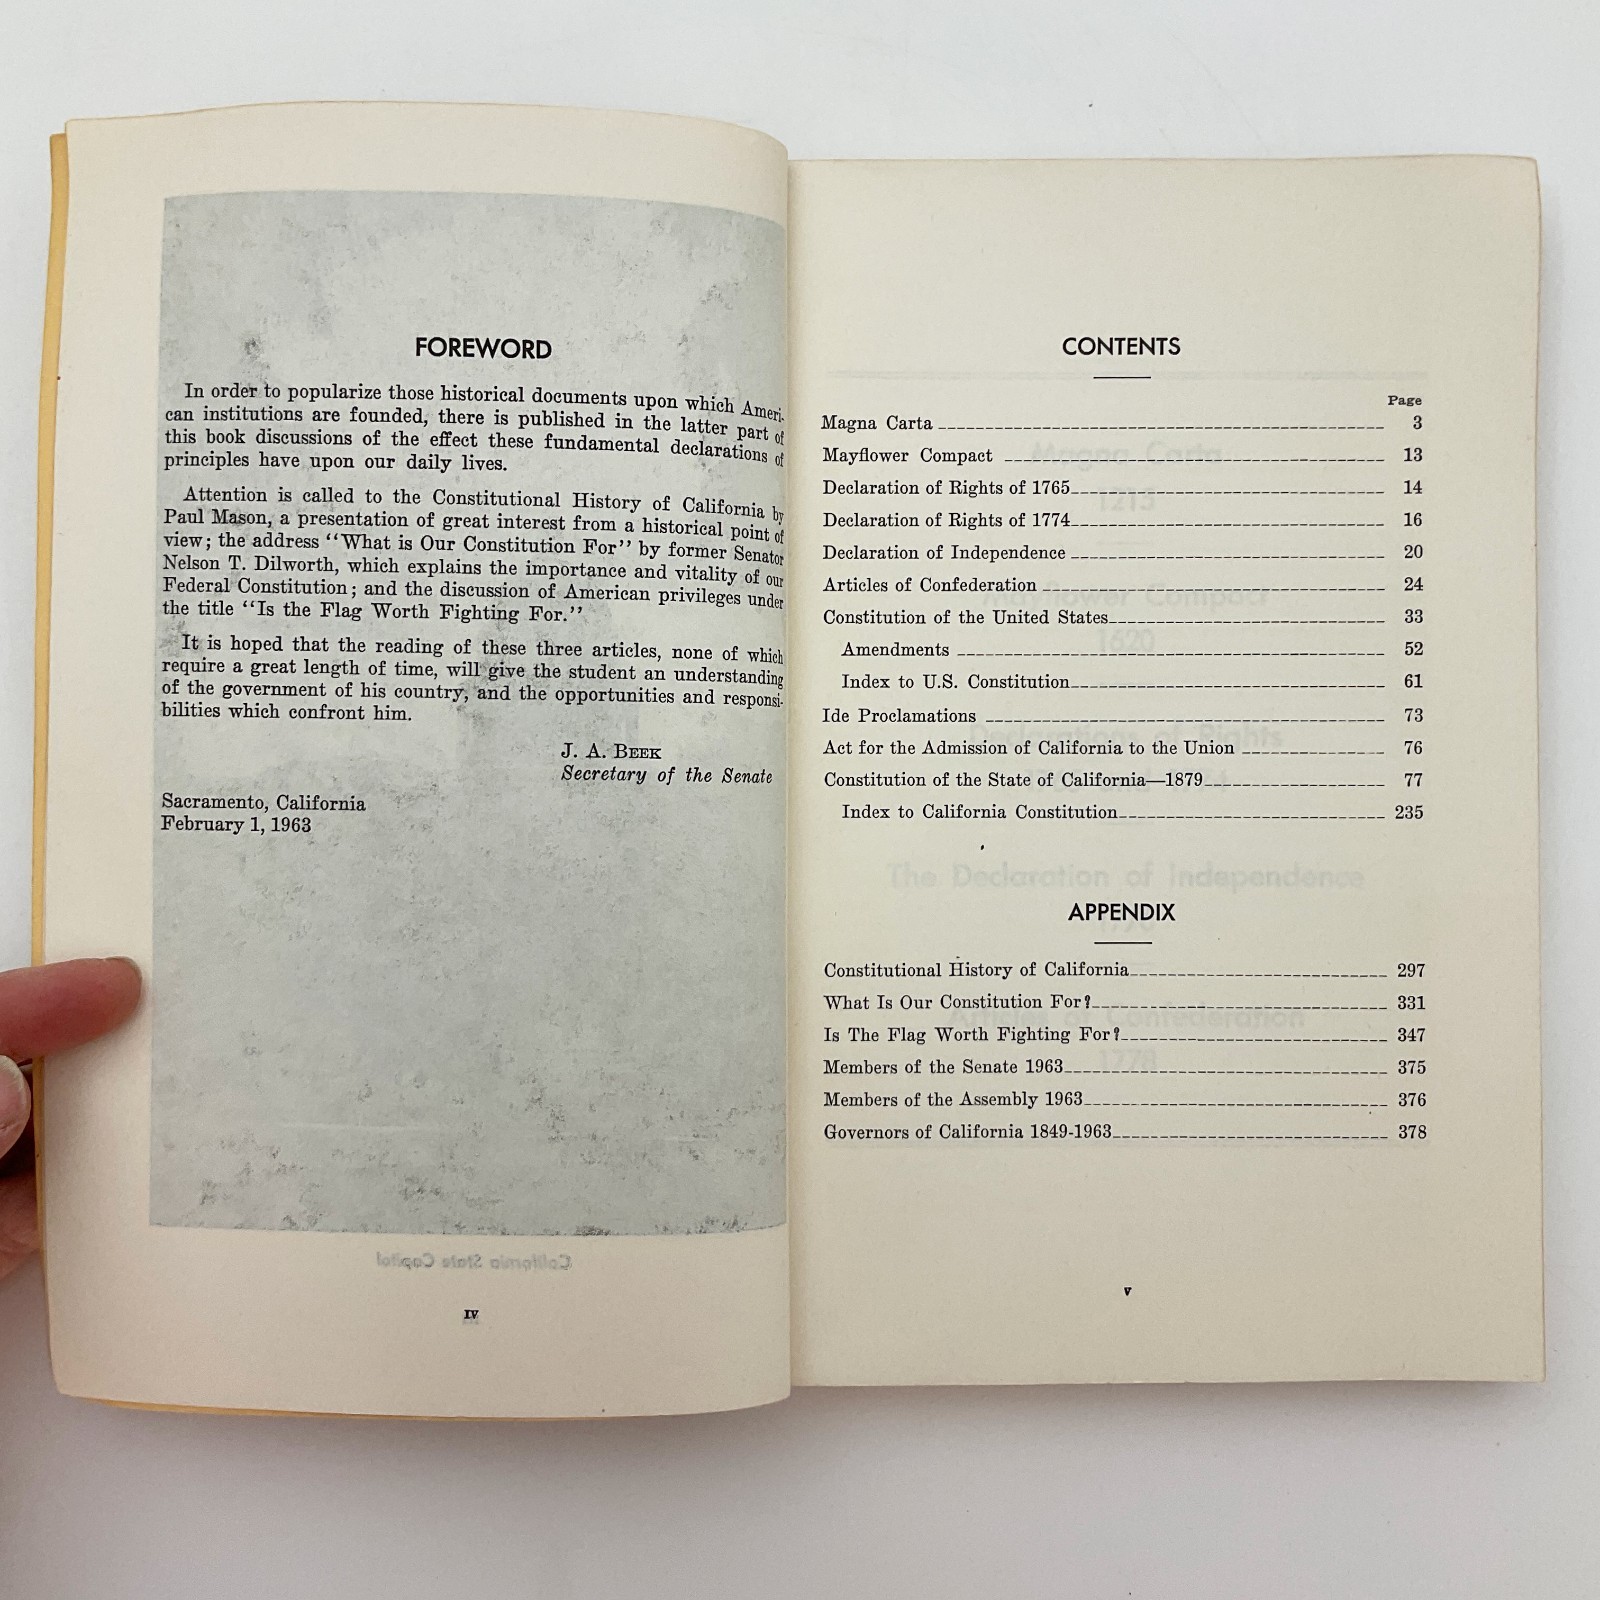 FOREWORD
In order to popularize those historical documents upon which Ameri-
can institutions are founded, there is published in the latter part of
this book discussions of the effect these fundamental declarations of
principles have upon our daily lives.
Attention is called to the Constitutional History of California by
Paul Mason, a presentation of great interest from a historical point of
view; the address "What is Our Constitution For" by former Senator
Nelson T. Dilworth, which explains the importance and vitality of our
Federal Constitution; and the discussion of American privileges under
the title "Is the Flag Worth Fighting For."
It is hoped that the reading of these three articles, none of which
require a great length of time, will give the student an understanding
of the government of his country, and the opportunities and responsi-
bilities which confront him.
J. A. BEEK
Secretary of the Senate
Sacramento, California
February 1, 1963
California State Capitol
IV
CONTENTS
Page
Magna Carta 3
Mayflower Compact 13
Declaration of Rights of 1765 14
Declaration of Rights of 1774 16
Declaration of Independence 20
Articles of Confederation 24
Constitution of the United States 33
Amendments 52
Index to U.S. Constitution 61
Ide Proclamations 73
Act for the Admission of California to the Union 76
Constitution of the State of California—1879 77
Index to California Constitution 235
APPENDIX
Constitutional History of California 297
What Is Our Constitution For? 331
Is The Flag Worth Fighting For? 347
Members of the Senate 1963 375
Members of the Assembly 1963 376
Governors of California 1849-1963 378
V